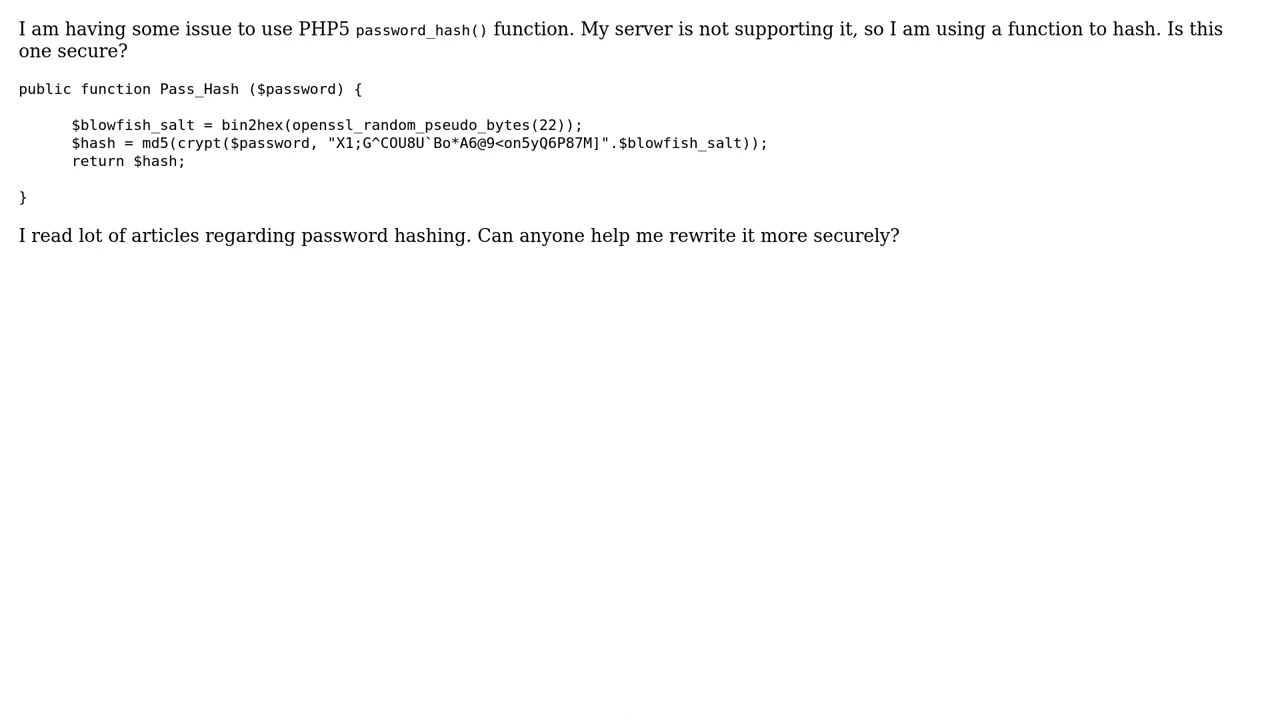 I am having some issue to use PHP5 password_hash() function. My server is not supporting it, so I am using a function to hash. Is this
one secure?
public function Pass_Hash ($password) {
$blowfish_salt = bin2hex(openssl_random_pseudo_bytes(22));
$hash = md5(crypt($password, "X1;G^COU8U`Bo*A6@9<on5yQ6P87M]".$blowfish_salt));
return $hash;
}
I read lot of articles regarding password hashing. Can anyone help me rewrite it more securely?